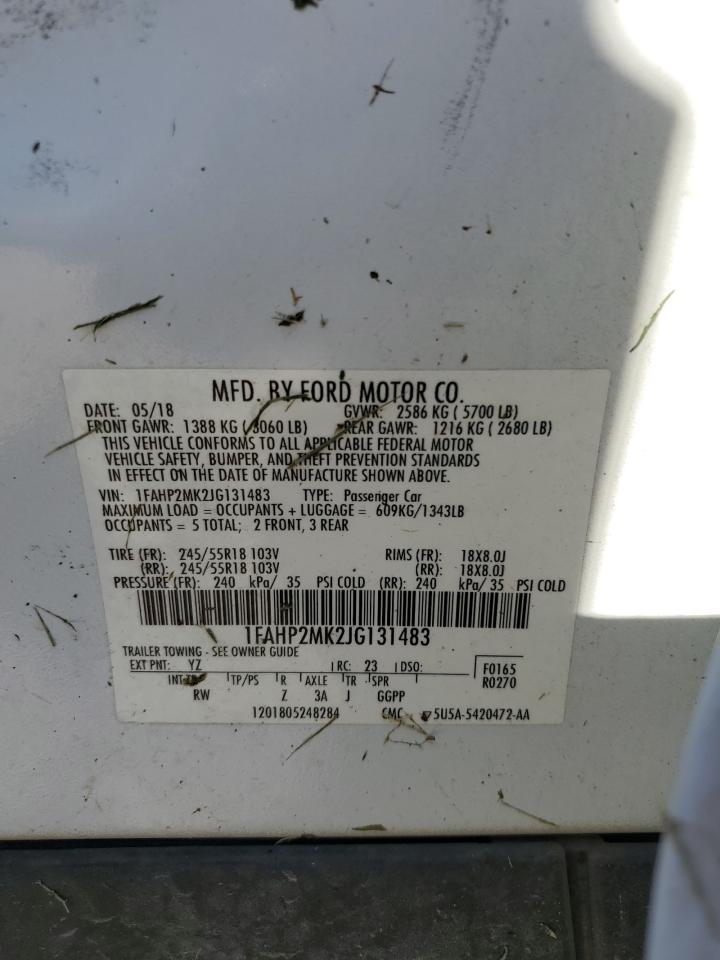 MFD. BY FORD MOTOR CO.
DATE: 05/18 GVWR: 2586 KG ( 5700 LB)
FRONT GAWR: 1388 KG ( 3060 LB) REAR GAWR: 1216 KG ( 2680 LB)
THIS VEHICLE CONFORMS TO ALL APPLICABLE FEDERAL MOTOR
VEHICLE SAFETY, BUMPER, AND THEFT PREVENTION STANDARDS
IN EFFECT ON THE DATE OF MANUFACTURE SHOWN ABOVE.
VIN: 1FAHP2MK2JG131483 TYPE: Passenger Car
MAXIMUM LOAD = OCCUPANTS + LUGGAGE = 609KG/1343LB
OCCUPANTS = 5 TOTAL; 2 FRONT, 3 REAR
TIRE (FR): 245/55R18 103V RIMS (FR): 18X8.0J
(RR): 245/55R18 103V (RR): 18X8.0J
PRESSURE (FR): 240 kPa/ 35 PSI COLD (RR): 240 kPa/ 35 PSI COLD
1FAHP2MK2JG131483
TRAILER TOWING - SEE OWNER GUIDE
EXT PNT: YZ RC: 23 DSO: F0165
INT TR TP/PS R AXLE TR SPR R0270
RW Z 3A J GGPP
1201805248284 CMC 5U5A-5420472-AA